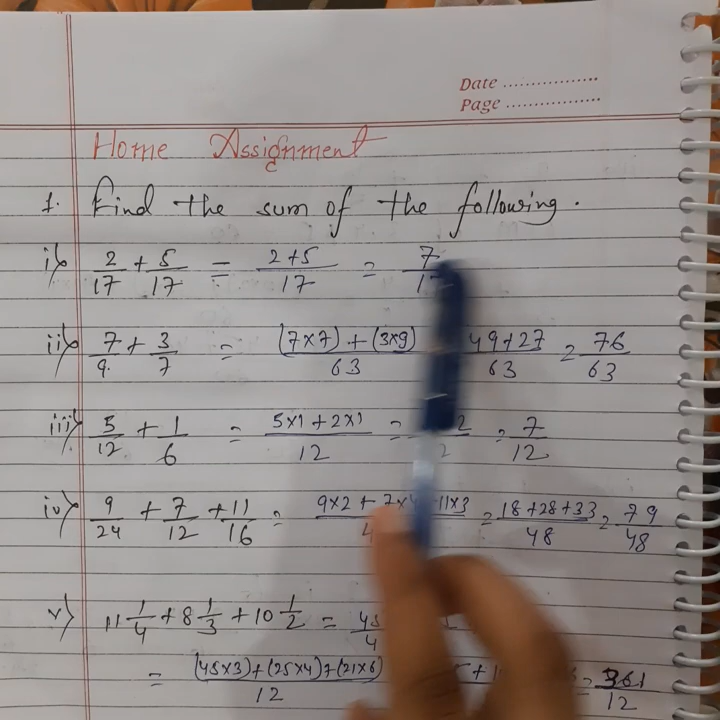 Date ................
Page ................
Home Assignment
1. Find the sum of the following.
i) 2/17 + 5/17 = 2+5/17 = 7/17
ii) 7/9 + 3/7 = (7×7) + (3×9)/63 49+27/63 = 76/63
iii) 5/12 + 1/6 = 5×1+2×1/12 = = 7/12
iv) 9/24 + 7/12 + 11/16 = 9×2 + 7×4 11×3 = 18+28+33/48 = 79/48
v) 11 1/4 + 8 1/3 + 10 1/2 = 45/4
= (45×3)+(25×4)+(21×6)/12 = 361/12